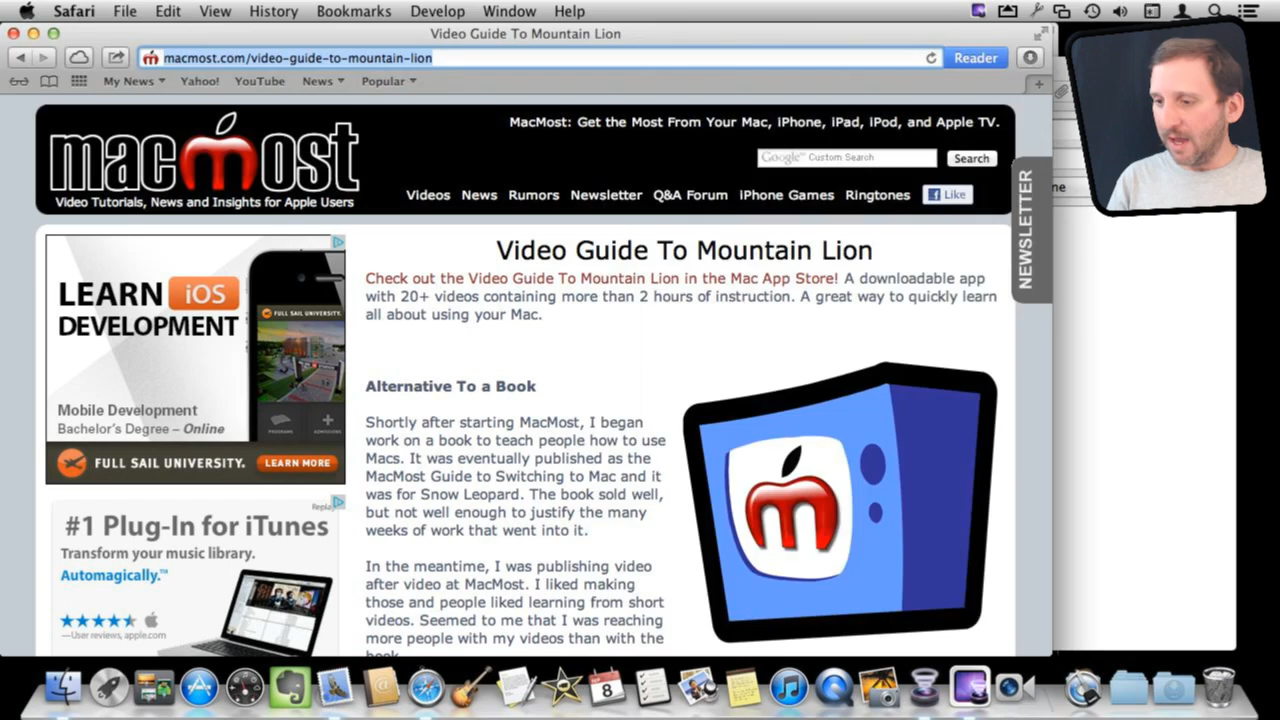 Safari File Edit View History Bookmarks Develop Window Help
Video Guide To Mountain Lion
macmost.com/video-guide-to-mountain-lion
Reader
My News Yahoo! YouTube News Popular
macmost
Video Tutorials, News and Insights for Apple Users
MacMost: Get the Most From Your Mac, iPhone, iPad, iPod, and Apple TV.
Google™ Custom Search
Search
Videos News Rumors Newsletter Q&A Forum iPhone Games Ringtones Like
NEWSLETTER
ne
LEARN iOS
DEVELOPMENT
FULL SAIL UNIVERSITY.
Mobile Development
Bachelor's Degree – Online
FULL SAIL UNIVERSITY. LEARN MORE
Video Guide To Mountain Lion
Check out the Video Guide To Mountain Lion in the Mac App Store! A downloadable app
with 20+ videos containing more than 2 hours of instruction. A great way to quickly learn
all about using your Mac.
Alternative To a Book
Shortly after starting MacMost, I began
work on a book to teach people how to use
Macs. It was eventually published as the
MacMost Guide to Switching to Mac and it
was for Snow Leopard. The book sold well,
but not well enough to justify the many
weeks of work that went into it.
In the meantime, I was publishing video
after video at MacMost. I liked making
those and people liked learning from short
videos. Seemed to me that I was reaching
more people with my videos than with the
book.
m
#1 Plug-In for iTunes
Transform your music library.
Automagically.™
—User reviews, apple.com
8